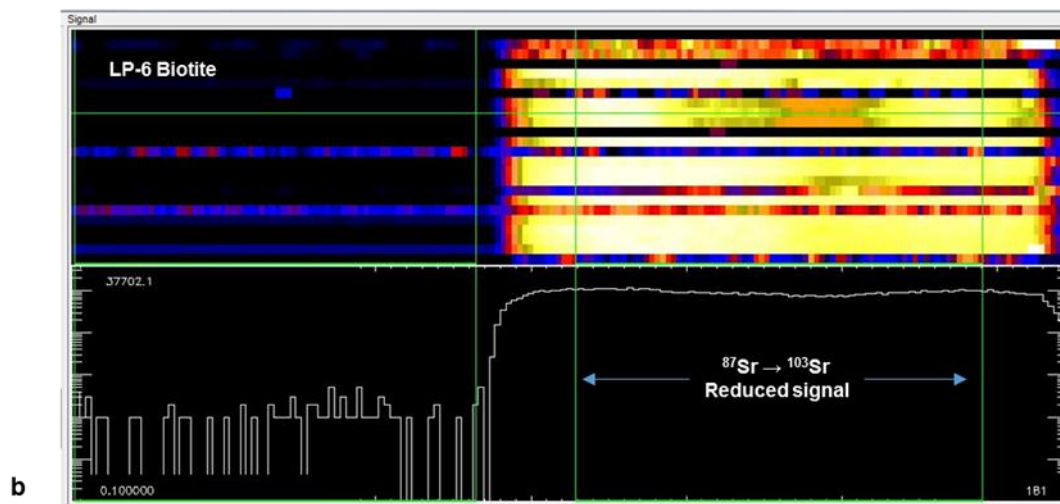 Signal
LP-6 Biotite
37702.1
⁸⁷Sr → ¹⁰³Sr
Reduced signal
0.100000
181
b